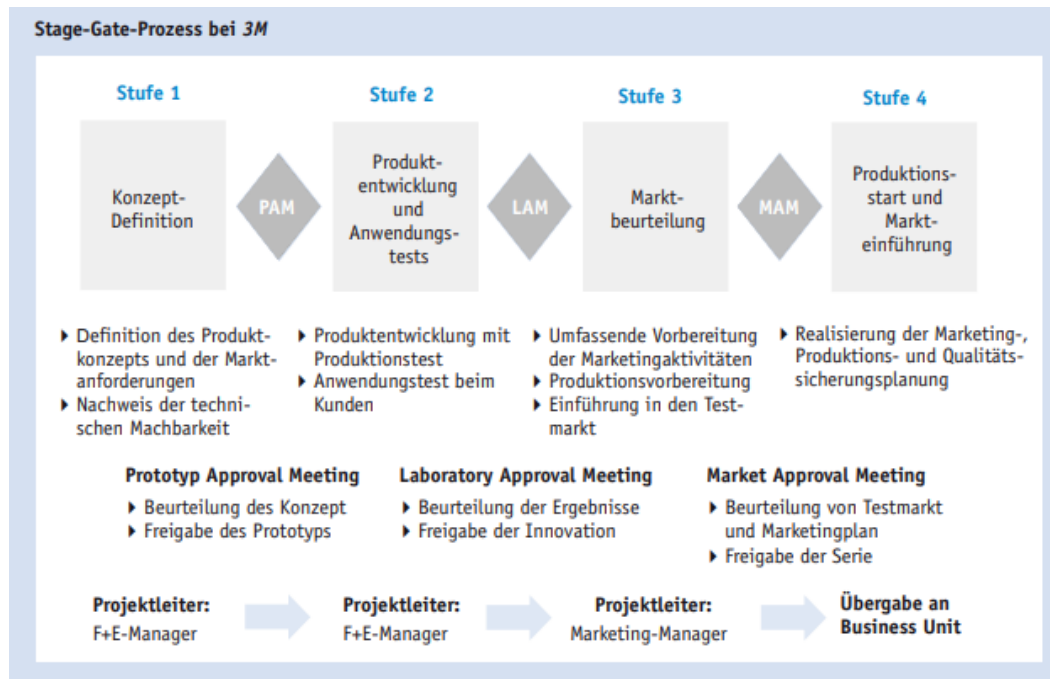 Stage-Gate-Prozess bei 3M
Stufe 1
Stufe 2
Stufe 3
Stufe 4
Konzept-
Definition
PAM
Produkt-
entwicklung
und
Anwendungs-
tests
LAM
Markt-
beurteilung
MAM
Produktions-
start und
Markt-
einführung
Definition des Produkt-
konzepts und der Markt-
anforderungen
Nachweis der techni-
schen Machbarkeit
Produktentwicklung mit
Produktionstest
Anwendungstest beim
Kunden
Umfassende Vorbereitung
der Marketingaktivitäten
Produktionsvorbereitung
Einführung in den Test-
markt
Realisierung der Marketing-,
Produktions- und Qualitäts-
sicherungsplanung
Prototyp Approval Meeting
Beurteilung des Konzept
Freigabe des Prototyps
Laboratory Approval Meeting
Beurteilung der Ergebnisse
Freigabe der Innovation
Market Approval Meeting
Beurteilung von Testmarkt
und Marketingplan
Freigabe der Serie
Projektleiter:
F+E-Manager
Projektleiter:
F+E-Manager
Projektleiter:
Marketing-Manager
Übergabe an
Business Unit